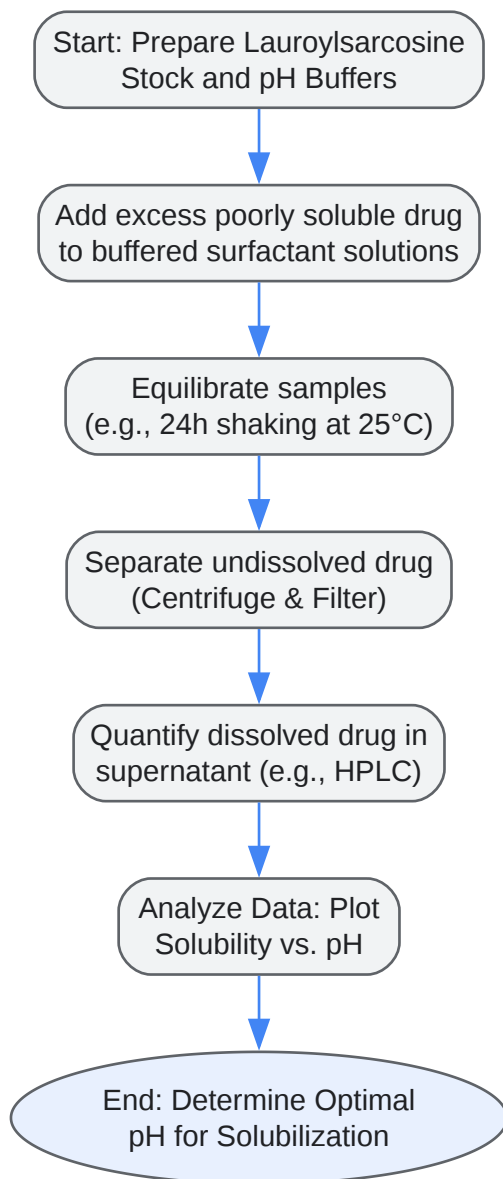 Start: Prepare Lauroylsarcosine
Stock and pH Buffers
Add excess poorly soluble drug
to buffered surfactant solutions
Equilibrate samples
(e.g., 24h shaking at 25°C)
Separate undissolved drug
(Centrifuge & Filter)
Quantify dissolved drug in
supernatant (e.g., HPLC)
Analyze Data: Plot
Solubility vs. pH
End: Determine Optimal
pH for Solubilization